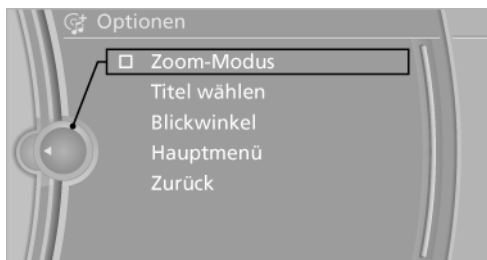 Optionen
Zoom-Modus
Titel wählen
Blickwinkel
Hauptmenü
Zurück